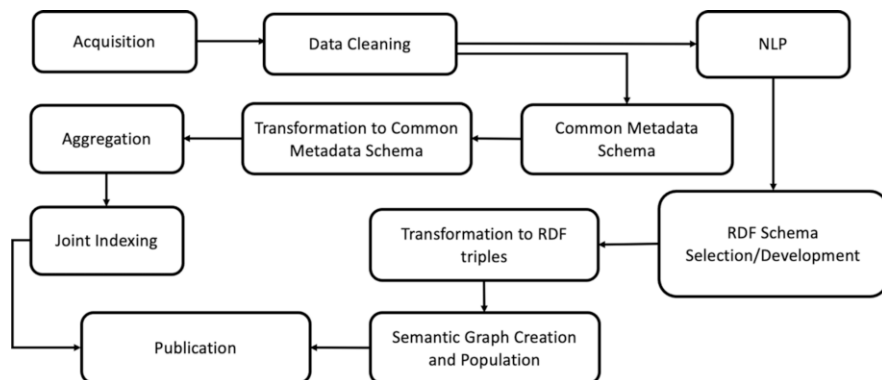 Acquisition
Data Cleaning
NLP
Aggregation
Transformation to Common
Metadata Schema
Common Metadata
Schema
Joint Indexing
Transformation to RDF
triples
RDF Schema
Selection/Development
Publication
Semantic Graph Creation
and Population